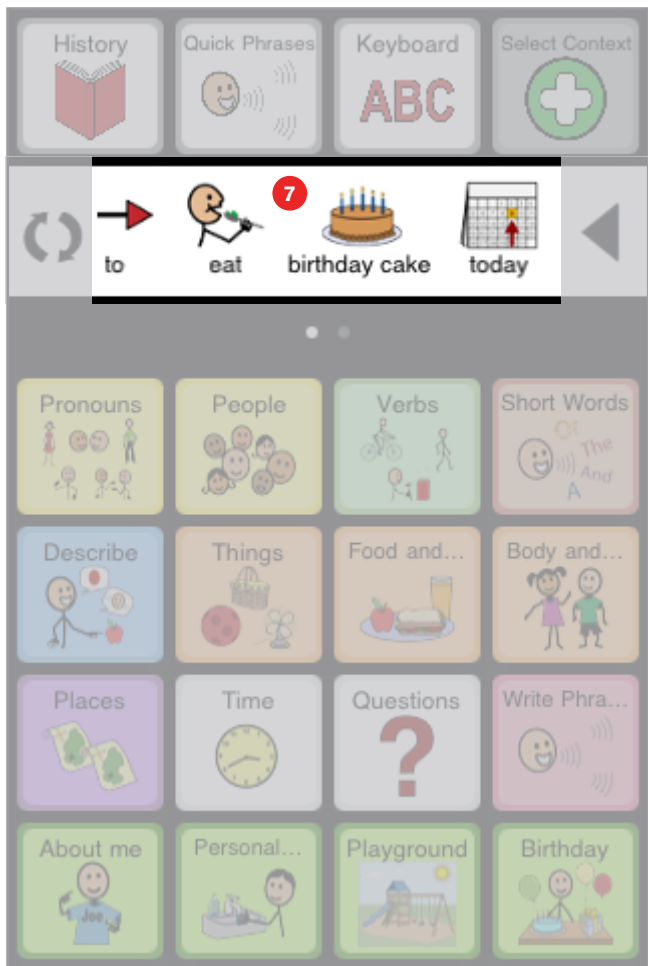 History Quick Phrases Keyboard Select Context
ABC
7
to eat birthday cake today
Pronouns People Verbs Short Words
Of
The
And
A
Describe Things Food and... Body and...
Places Time Questions Write Phra...
?
About me Personal... Playground Birthday
Joe